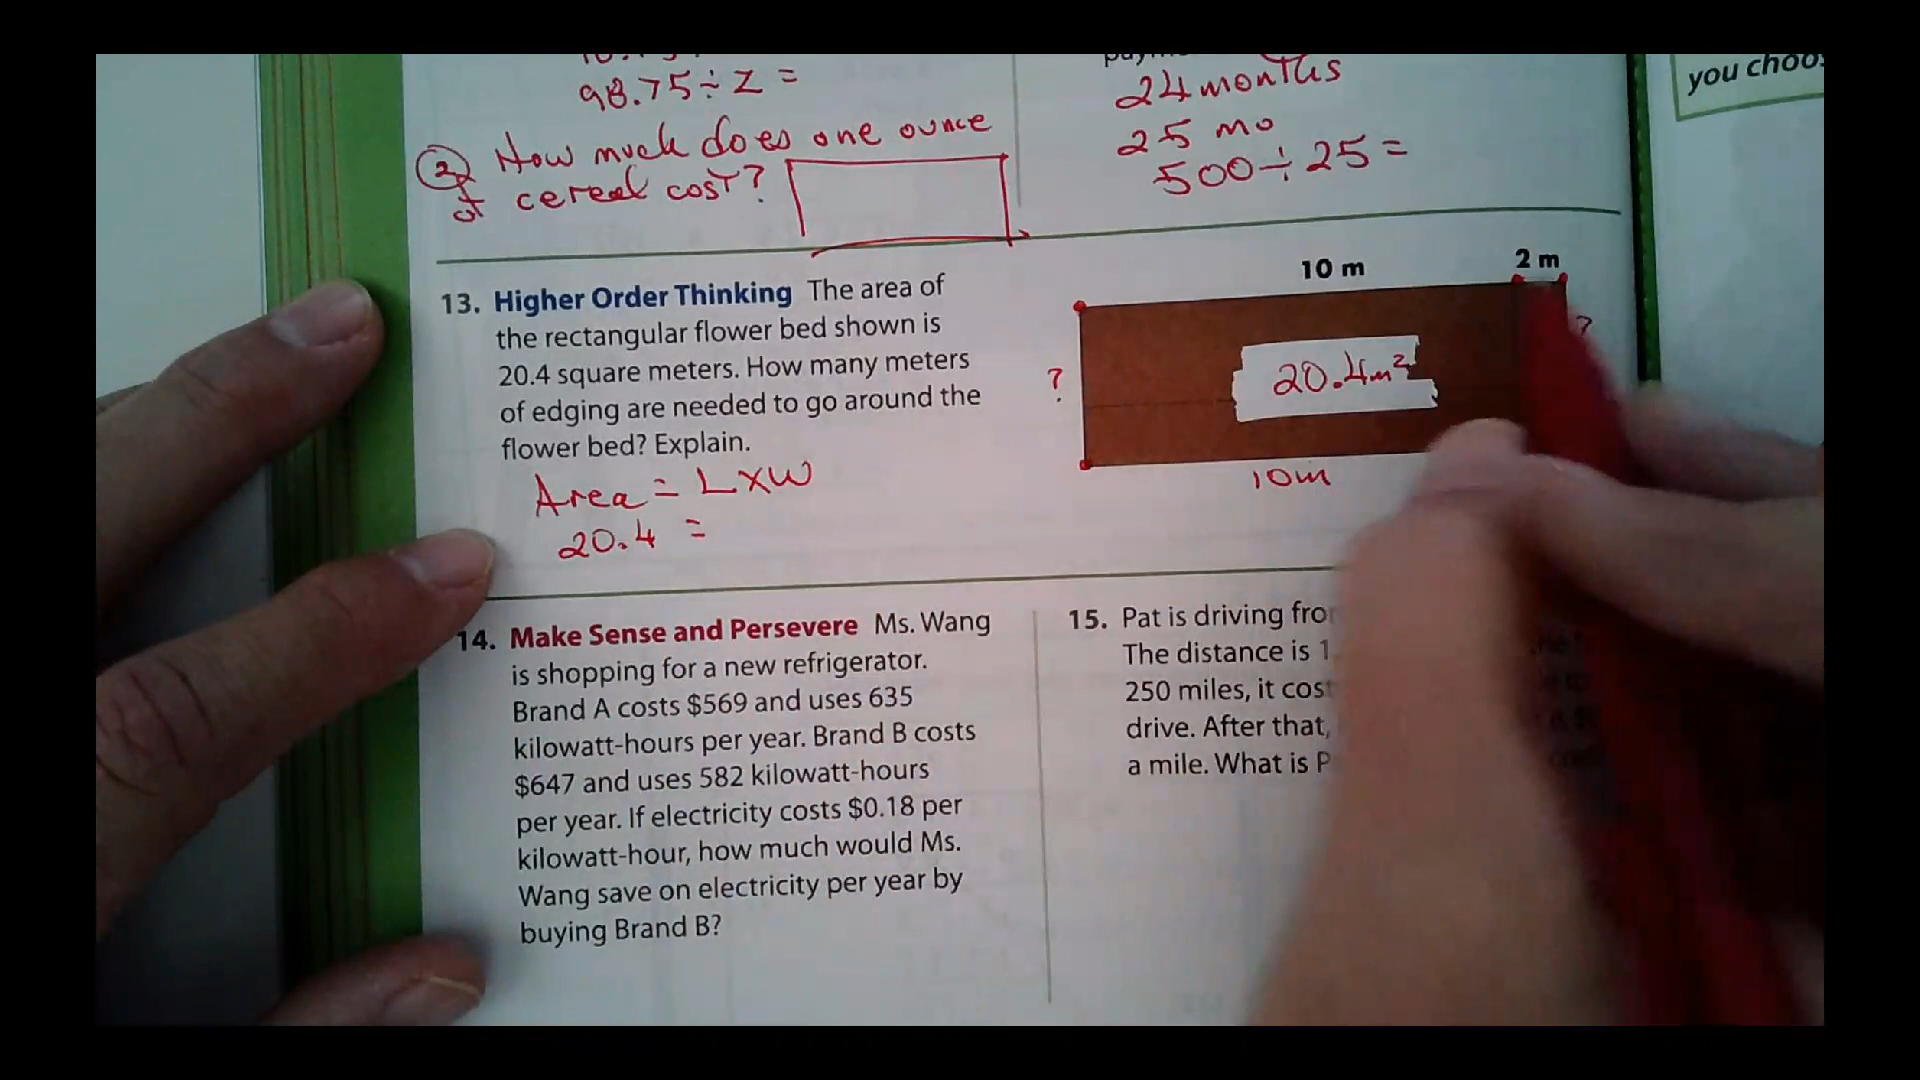 98.75 ÷ 2 =
② How much does one ounce
of cereal cost?
24 months
25 mo
500 ÷ 25 =
you choo
13. Higher Order Thinking The area of
the rectangular flower bed shown is
20.4 square meters. How many meters
of edging are needed to go around the
flower bed? Explain.
Area = L x W
20.4 =
10 m
2 m
?
?
20.4m²
10m
14. Make Sense and Persevere Ms. Wang
is shopping for a new refrigerator.
Brand A costs $569 and uses 635
kilowatt-hours per year. Brand B costs
$647 and uses 582 kilowatt-hours
per year. If electricity costs $0.18 per
kilowatt-hour, how much would Ms.
Wang save on electricity per year by
buying Brand B?
15. Pat is driving fro
The distance is 1
250 miles, it cost
drive. After that,
a mile. What is P